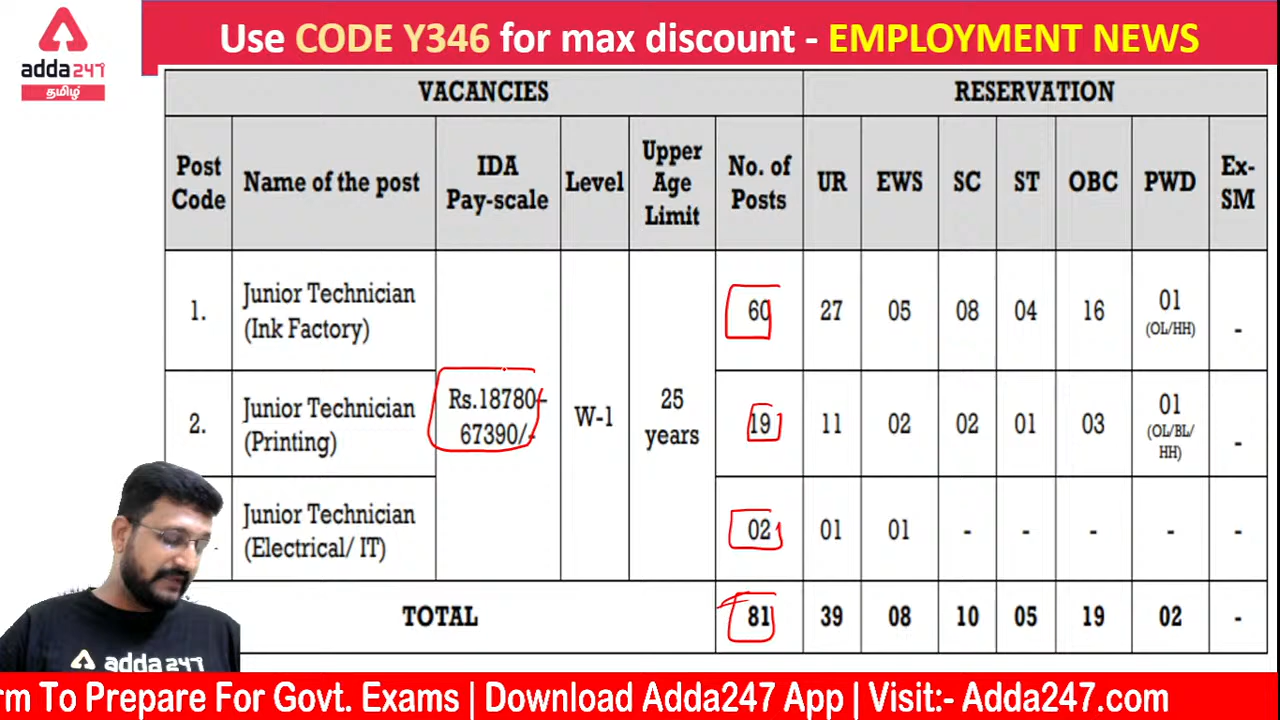 Use CODE Y346 for max discount - EMPLOYMENT NEWS
adda247
தமிழ்
VACANCIES RESERVATION
Post Code Name of the post IDA Pay-scale Level Upper Age Limit No. of Posts UR EWS SC ST OBC PWD Ex-SM
1. Junior Technician (Ink Factory) 60 27 05 08 04 16 01 (OL/HH) -
2. Junior Technician (Printing) Rs.18780-67390/- W-1 25 years 19 11 02 02 01 03 01 (OL/BL/HH) -
Junior Technician (Electrical/ IT) 02 01 01 - - - - -
TOTAL 81 39 08 10 05 19 02 -
adda247
rm To Prepare For Govt. Exams | Download Adda247 App | Visit:- Adda247.com